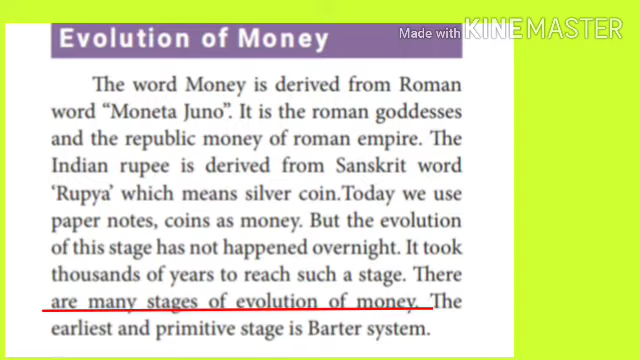 Evolution of Money
Made with KINEMASTER
The word Money is derived from Roman
word “Moneta Juno”. It is the roman goddesses
and the republic money of roman empire. The
Indian rupee is derived from Sanskrit word
‘Rupya’ which means silver coin.Today we use
paper notes, coins as money. But the evolution
of this stage has not happened overnight. It took
thousands of years to reach such a stage. There
are many stages of evolution of money. The
earliest and primitive stage is Barter system.